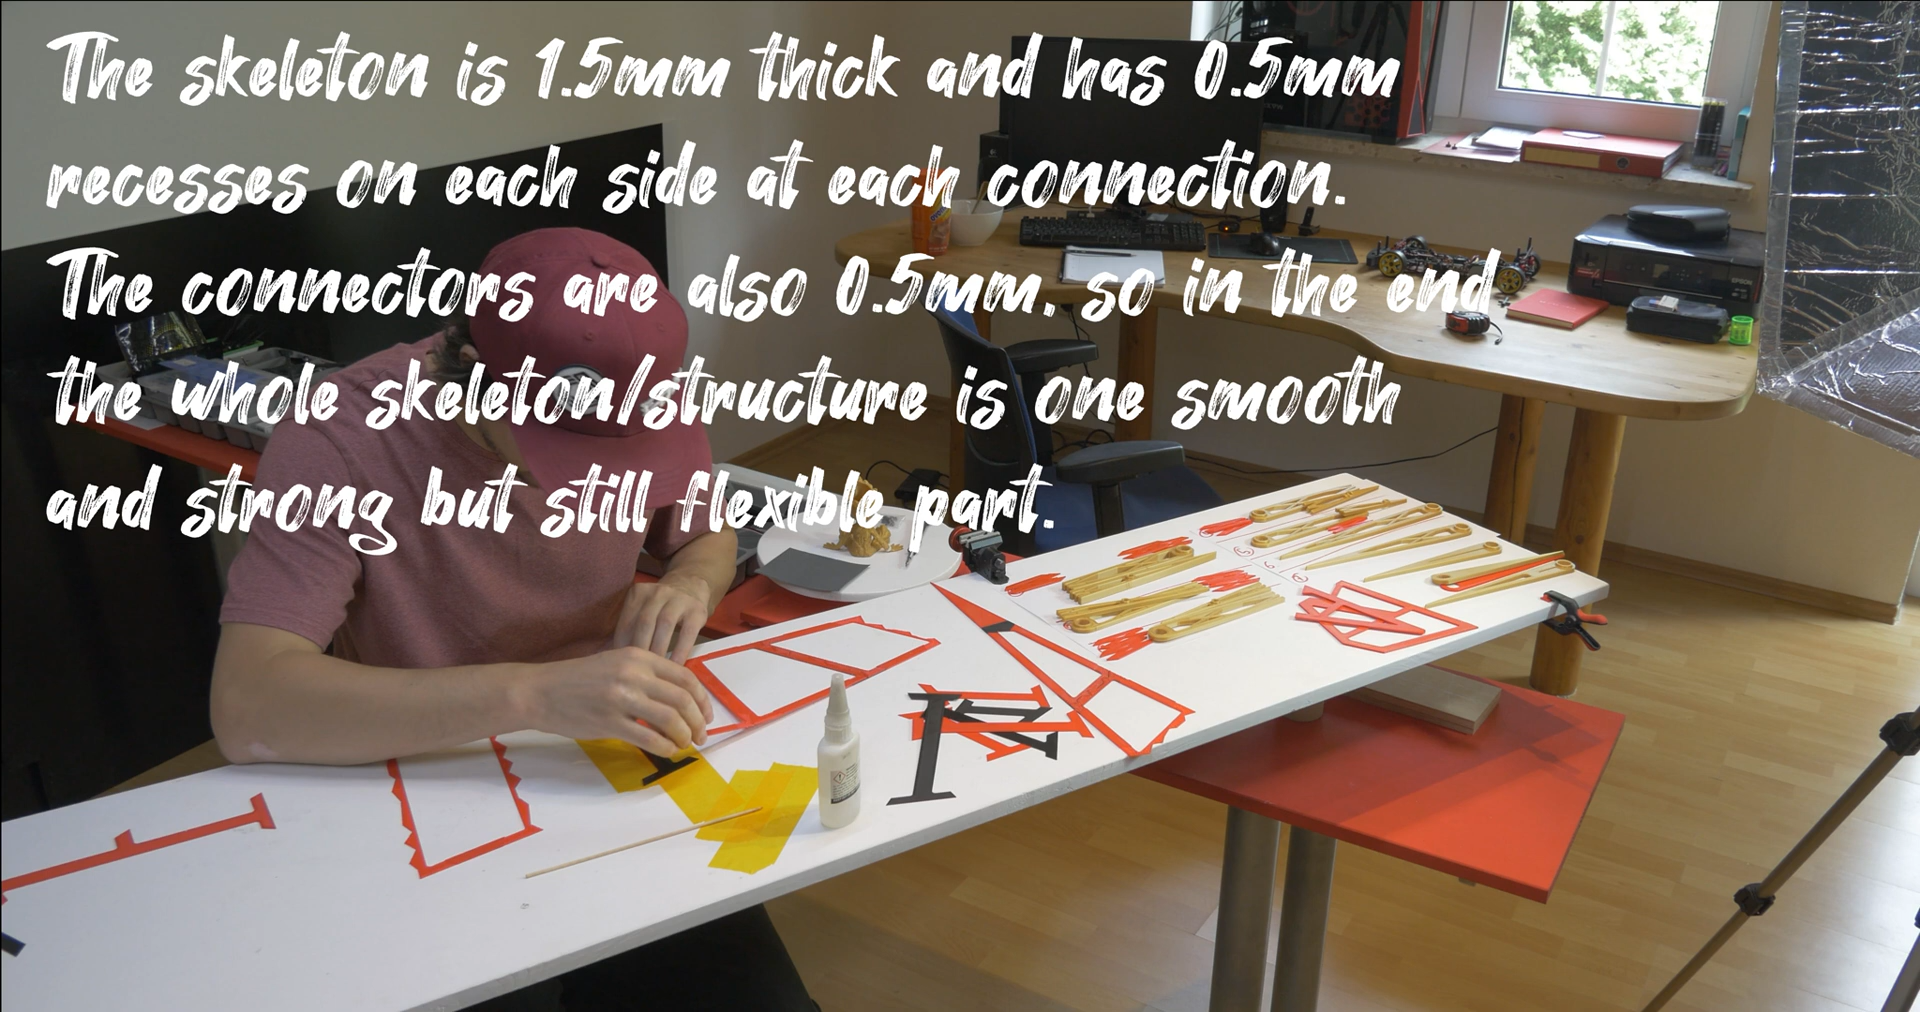 The skeleton is 1.5mm thick and has 0.5mm
recesses on each side at each connection.
The connectors are also 0.5mm, so in the end
the whole skeleton/structure is one smooth
and strong but still flexible part.